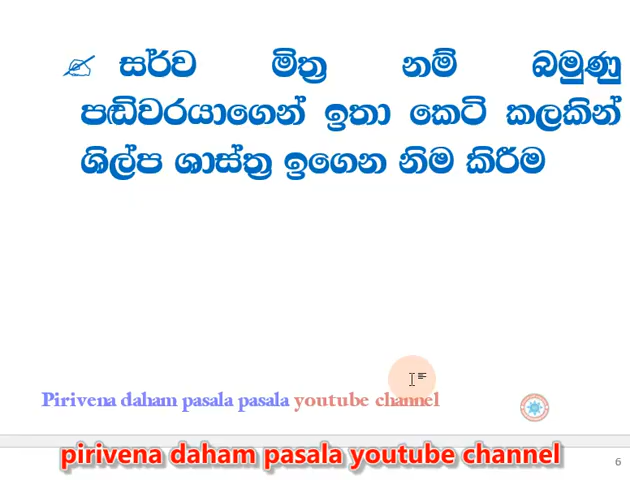 සර්ව මිත්‍ර නම් බමුණු
පඬිවරයාගෙන් ඉතා කෙටි කලකින්
ශිල්ප ශාස්ත්‍ර ඉගෙන නිම කිරීම
Pirivena daham pasala pasala youtube channel
pirivena daham pasala youtube channel
6